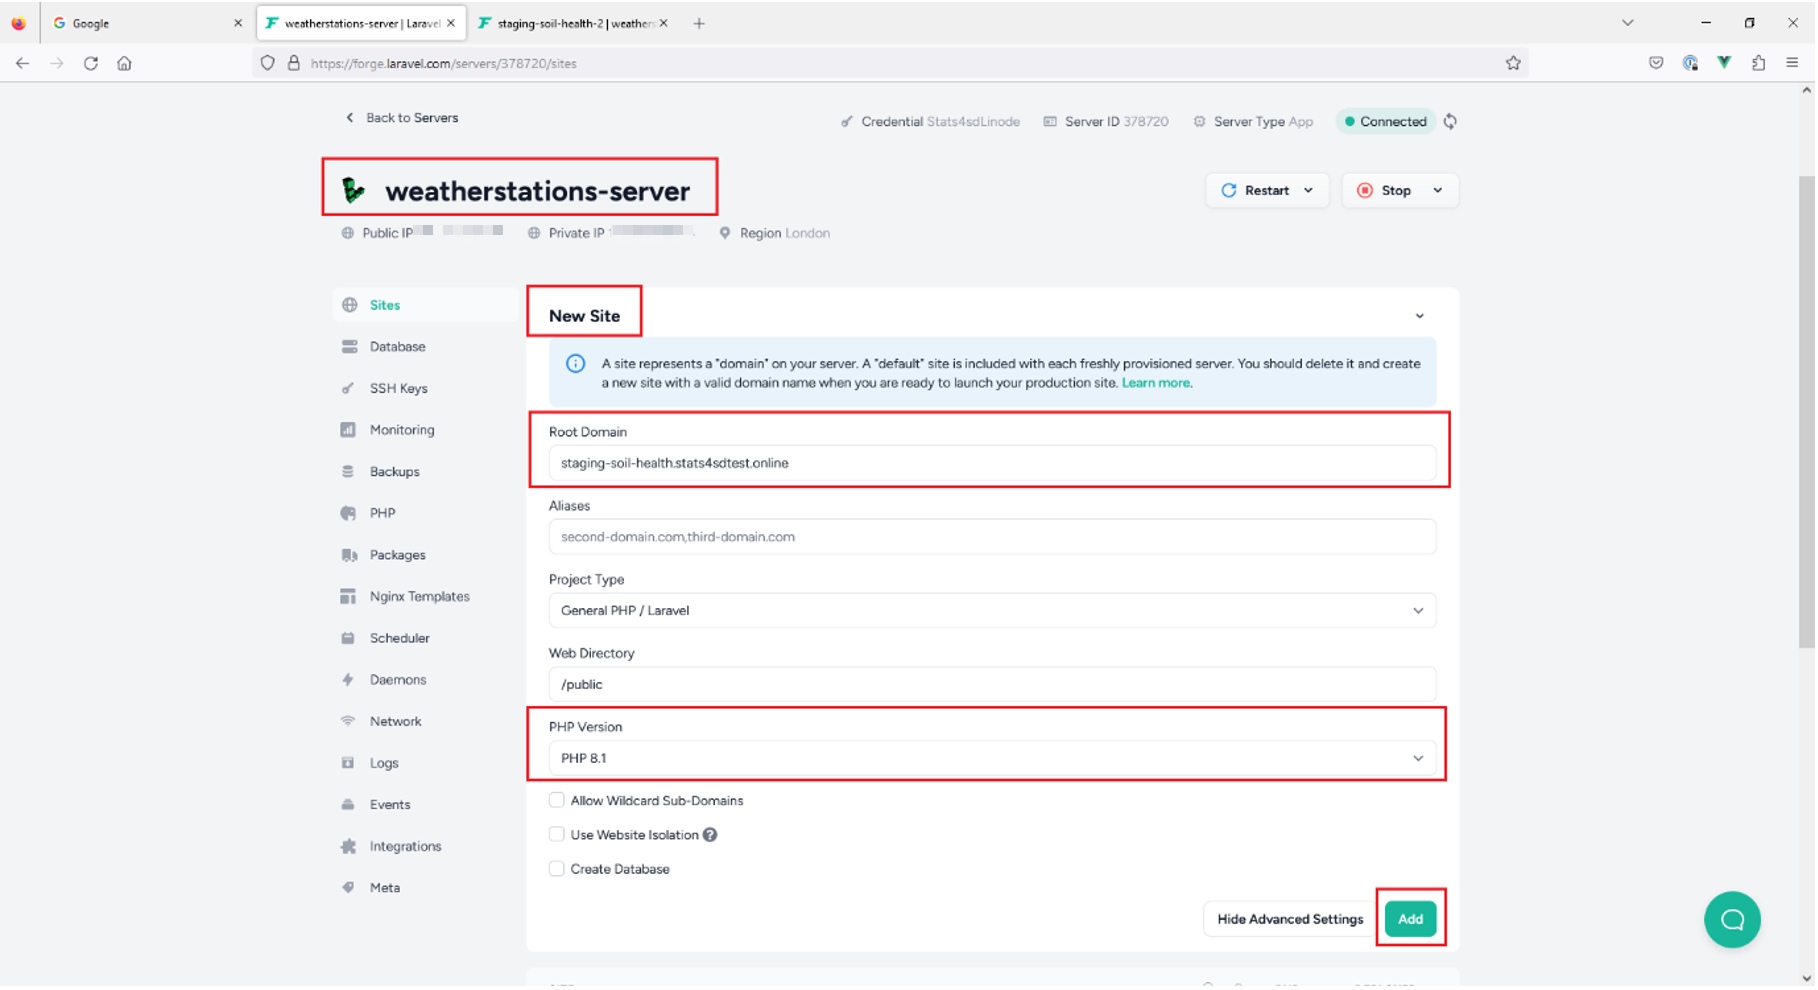 Google
weatherstations-server | Laravel
staging-soil-health-2 | weathers
https://forge.laravel.com/servers/378720/sites
Back to Servers
Credential Stats4sdLinode
Server ID 378720
Server Type App
Connected
weatherstations-server
Restart
Stop
Public IP
Private IP
Region London
Sites
Database
SSH Keys
Monitoring
Backups
PHP
Packages
Nginx Templates
Scheduler
Daemons
Network
Logs
Events
Integrations
Meta
New Site
A site represents a "domain" on your server. A "default" site is included with each freshly provisioned server. You should delete it and create
a new site with a valid domain name when you are ready to launch your production site. Learn more.
Root Domain
staging-soil-health.stats4sdtest.online
Aliases
second-domain.com,third-domain.com
Project Type
General PHP / Laravel
Web Directory
/public
PHP Version
PHP 8.1
Allow Wildcard Sub-Domains
Use Website Isolation ?
Create Database
Hide Advanced Settings
Add